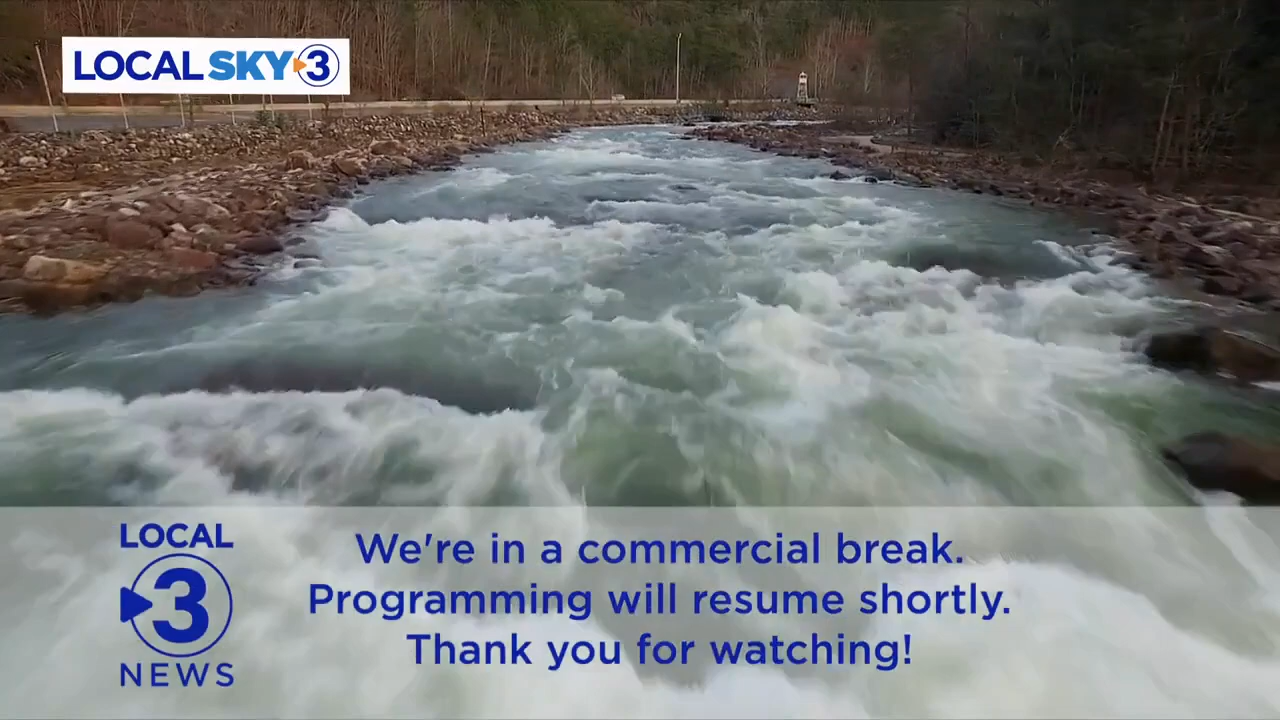 LOCAL SKY 3
We're in a commercial break.
Programming will resume shortly.
Thank you for watching!
LOCAL
3
NEWS